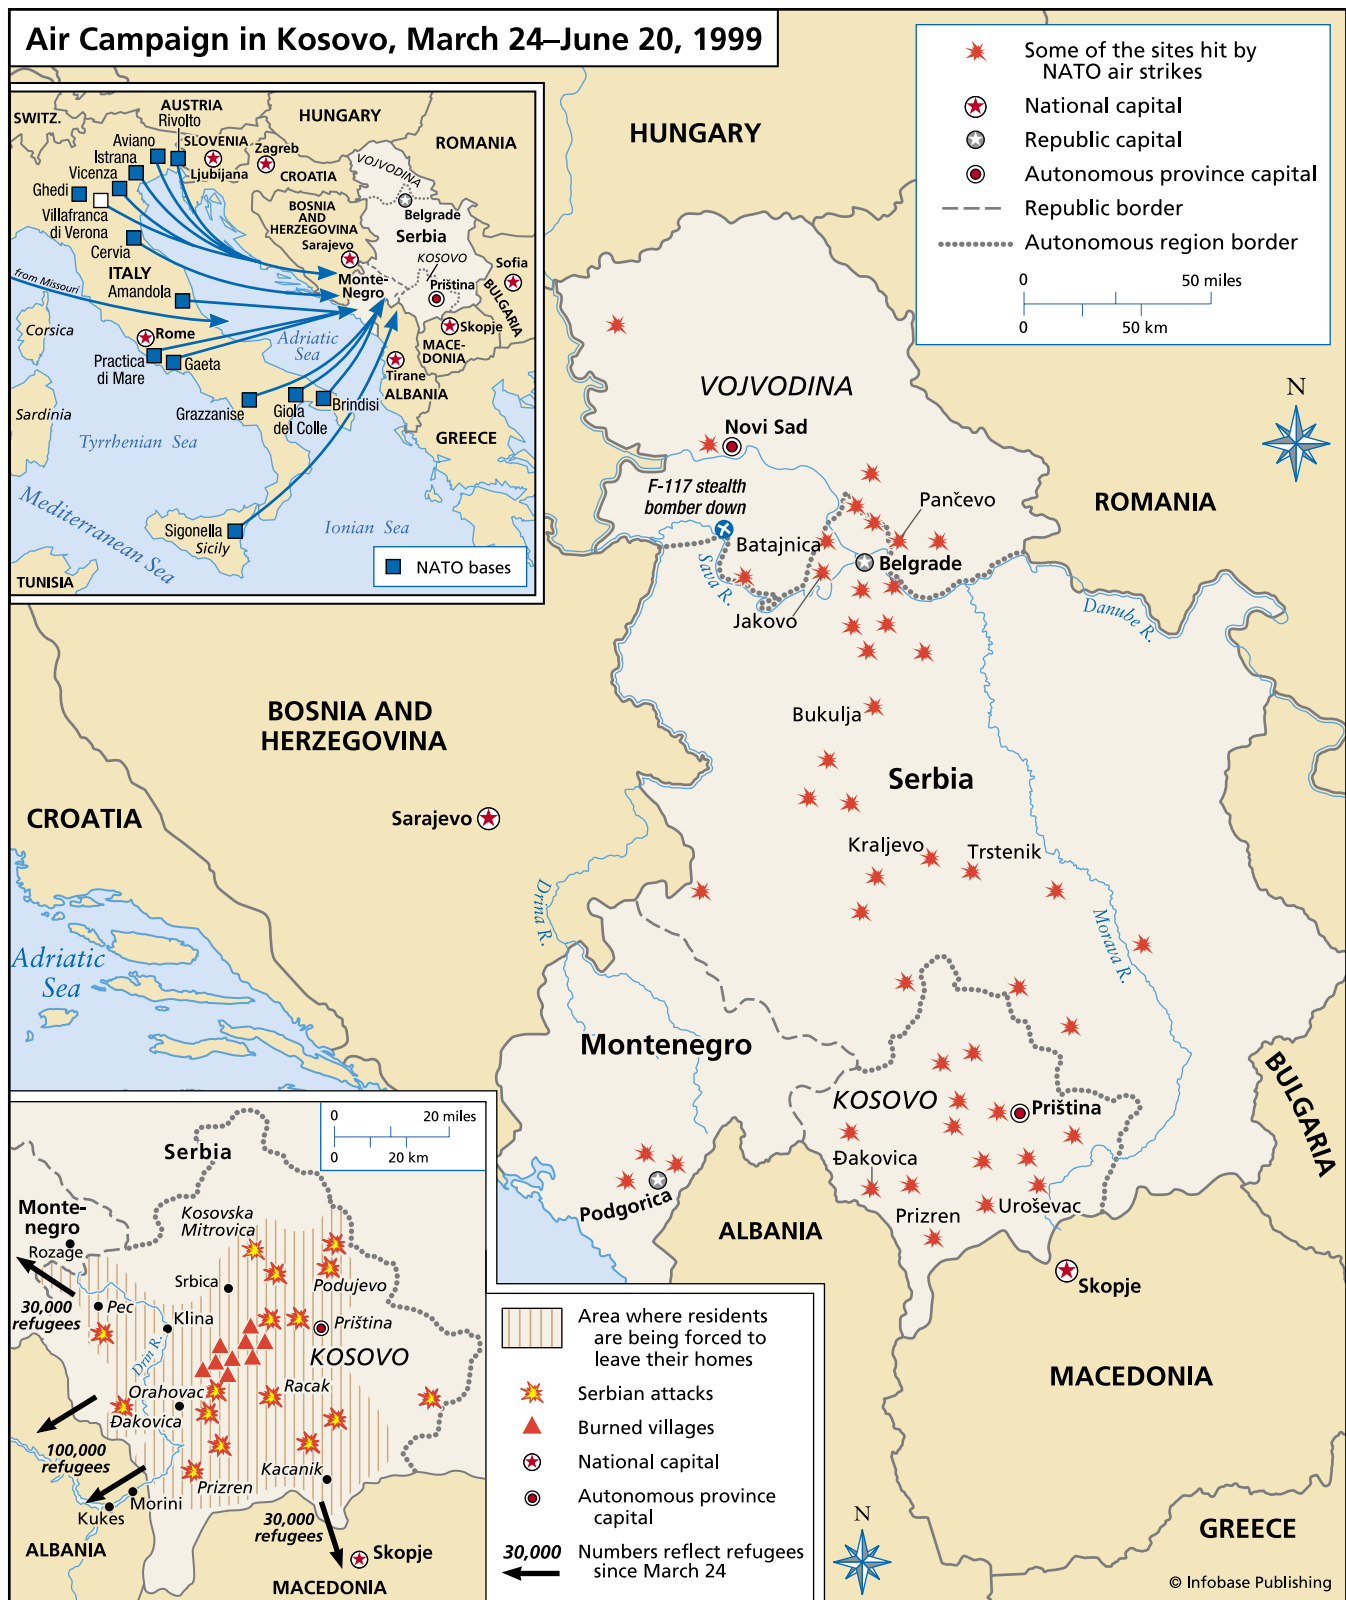 Air Campaign in Kosovo, March 24–June 20, 1999
Some of the sites hit by
NATO air strikes
National capital
Republic capital
Autonomous province capital
Republic border
Autonomous region border
0
50 miles
0
50 km
N
SWITZ.
AUSTRIA
Rivolto
HUNGARY
ROMANIA
Aviano
Istrana
Vicenza
Ghedi
Villafranca
di Verona
Cervia
SLOVENIA
Ljubijana
Zagreb
CROATIA
VOJVODINA
Belgrade
BOSNIA
AND
HERZEGOVINA
Sarajevo
Serbia
KOSOVO
Sofia
ITALY
Amandola
from Missouri
Monte-
Negro
Priština
BULGARIA
Corsica
Rome
Adriatic
Sea
Skopje
MACE-
DONIA
Practica
di Mare
Gaeta
Tirane
ALBANIA
Sardinia
Grazzanise
Giola
del Colle
Brindisi
Tyrrhenian Sea
GREECE
Mediterranean Sea
Sigonella
Sicily
Ionian Sea
TUNISIA
NATO bases
HUNGARY
VOJVODINA
Novi Sad
F-117 stealth
bomber down
Pančevo
ROMANIA
Batajnica
Belgrade
Sava R.
Jakovo
Danube R.
BOSNIA AND
HERZEGOVINA
Bukulja
Serbia
CROATIA
Sarajevo
Kraljevo
Trstenik
Drina R.
Morava R.
Adriatic
Sea
Montenegro
KOSOVO
Priština
BULGARIA
Đakovica
Podgorica
Prizren
Uroševac
ALBANIA
Skopje
MACEDONIA
GREECE
N
© Infobase Publishing
0
20 miles
0
20 km
Serbia
Monte-
negro
Rozage
Kosovska
Mitrovica
Srbica
Podujevo
30,000
refugees
Pec
Klina
Priština
Drin R.
KOSOVO
Orahovac
Racak
Đakovica
100,000
refugees
Kacanik
Prizren
Morini
Kukes
30,000
refugees
ALBANIA
Skopje
MACEDONIA
Area where residents
are being forced to
leave their homes
Serbian attacks
Burned villages
National capital
Autonomous province
capital
30,000
Numbers reflect refugees
since March 24